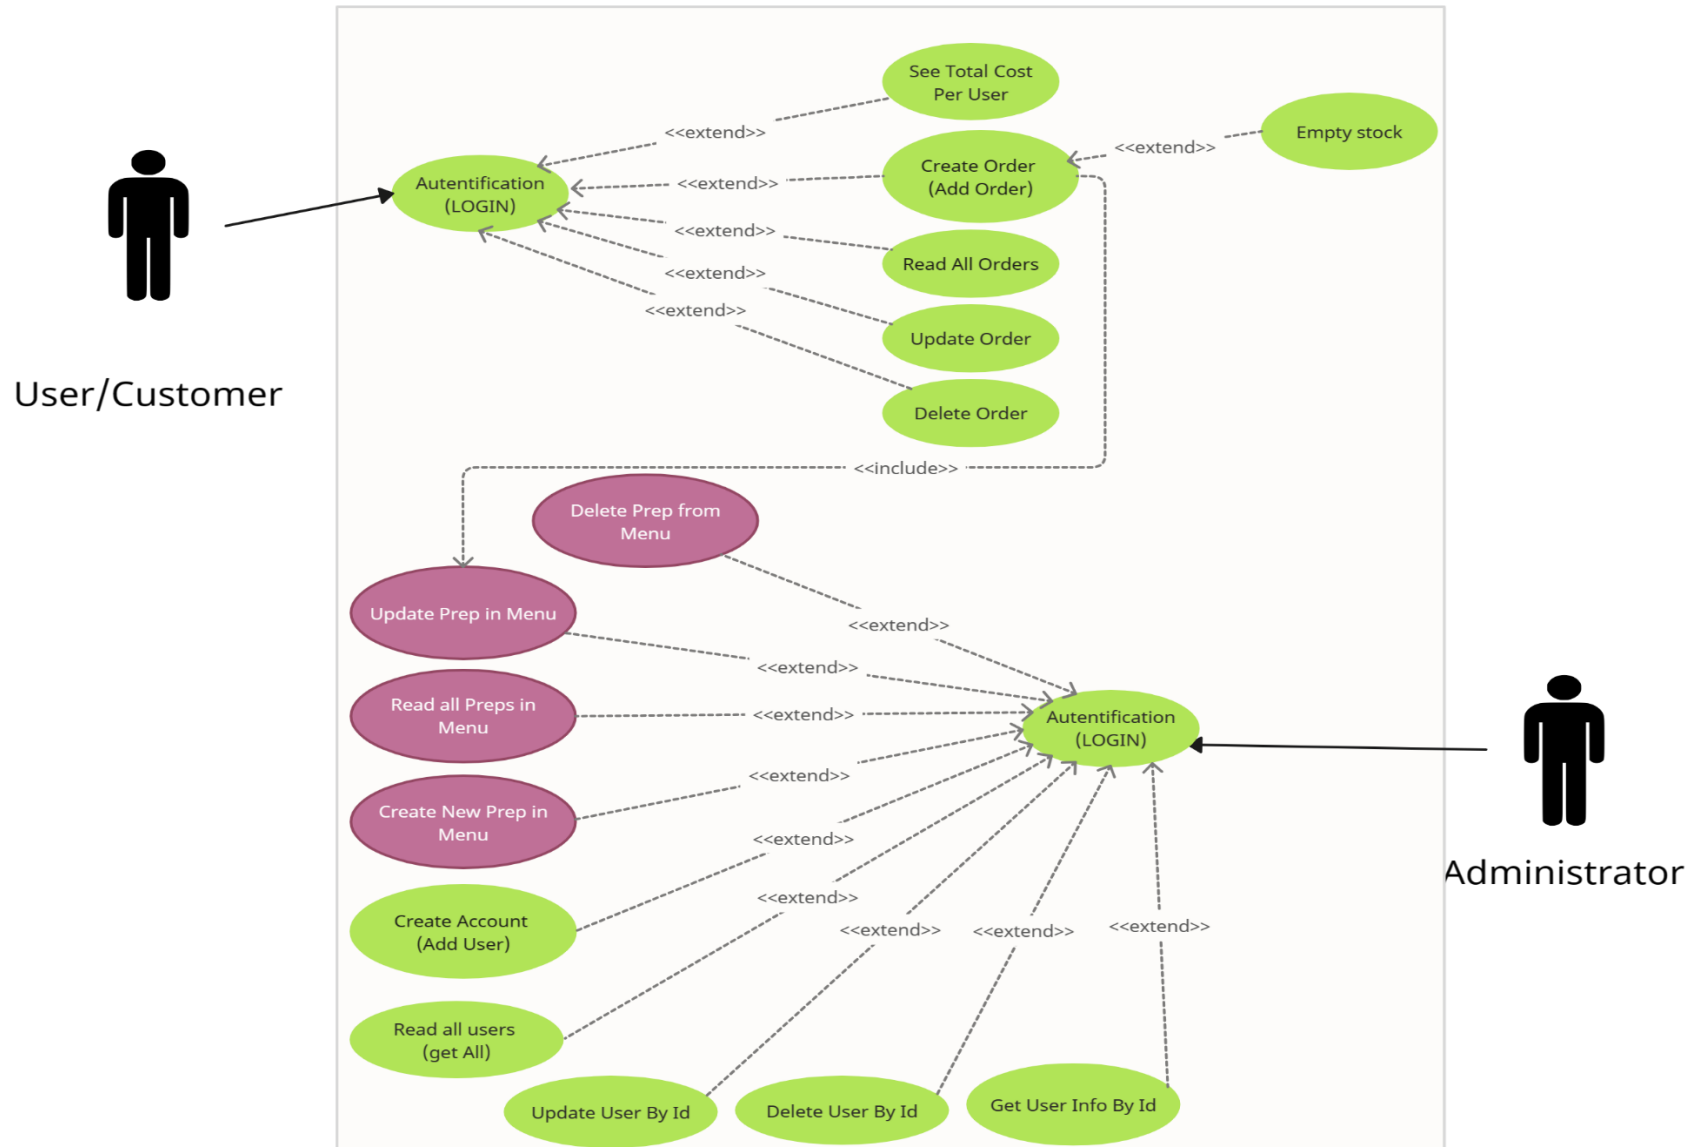 See Total Cost
Per User
<<extend>>
Empty stock
<<extend>>
Create Order
(Add Order)
<<extend>>
Autentification
(LOGIN)
<<extend>>
Read All Orders
<<extend>>
Update Order
<<extend>>
Delete Order
User/Customer
<<include>>
Delete Prep from
Menu
<<extend>>
Update Prep in Menu
<<extend>>
Read all Preps in
Menu
<<extend>>
Autentification
(LOGIN)
<<extend>>
Create New Prep in
Menu
<<extend>>
Administrator
<<extend>>
Create Account
(Add User)
<<extend>>
<<extend>>
<<extend>>
Read all users
(get All)
Update User By Id
Delete User By Id
Get User Info By Id